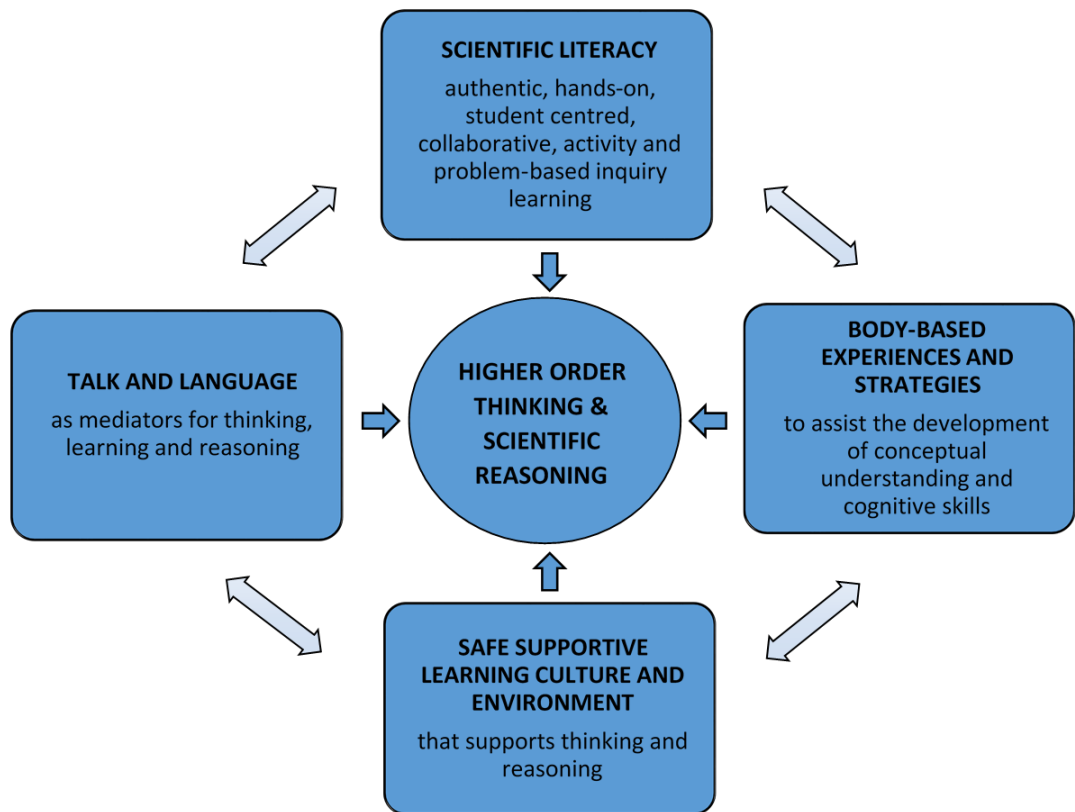 SCIENTIFIC LITERACY
authentic, hands-on,
student centred,
collaborative, activity and
problem-based inquiry
learning
TALK AND LANGUAGE
as mediators for thinking,
learning and reasoning
HIGHER ORDER
THINKING &
SCIENTIFIC
REASONING
BODY-BASED
EXPERIENCES AND
STRATEGIES
to assist the development
of conceptual
understanding and
cognitive skills
SAFE SUPPORTIVE
LEARNING CULTURE AND
ENVIRONMENT
that supports thinking and
reasoning